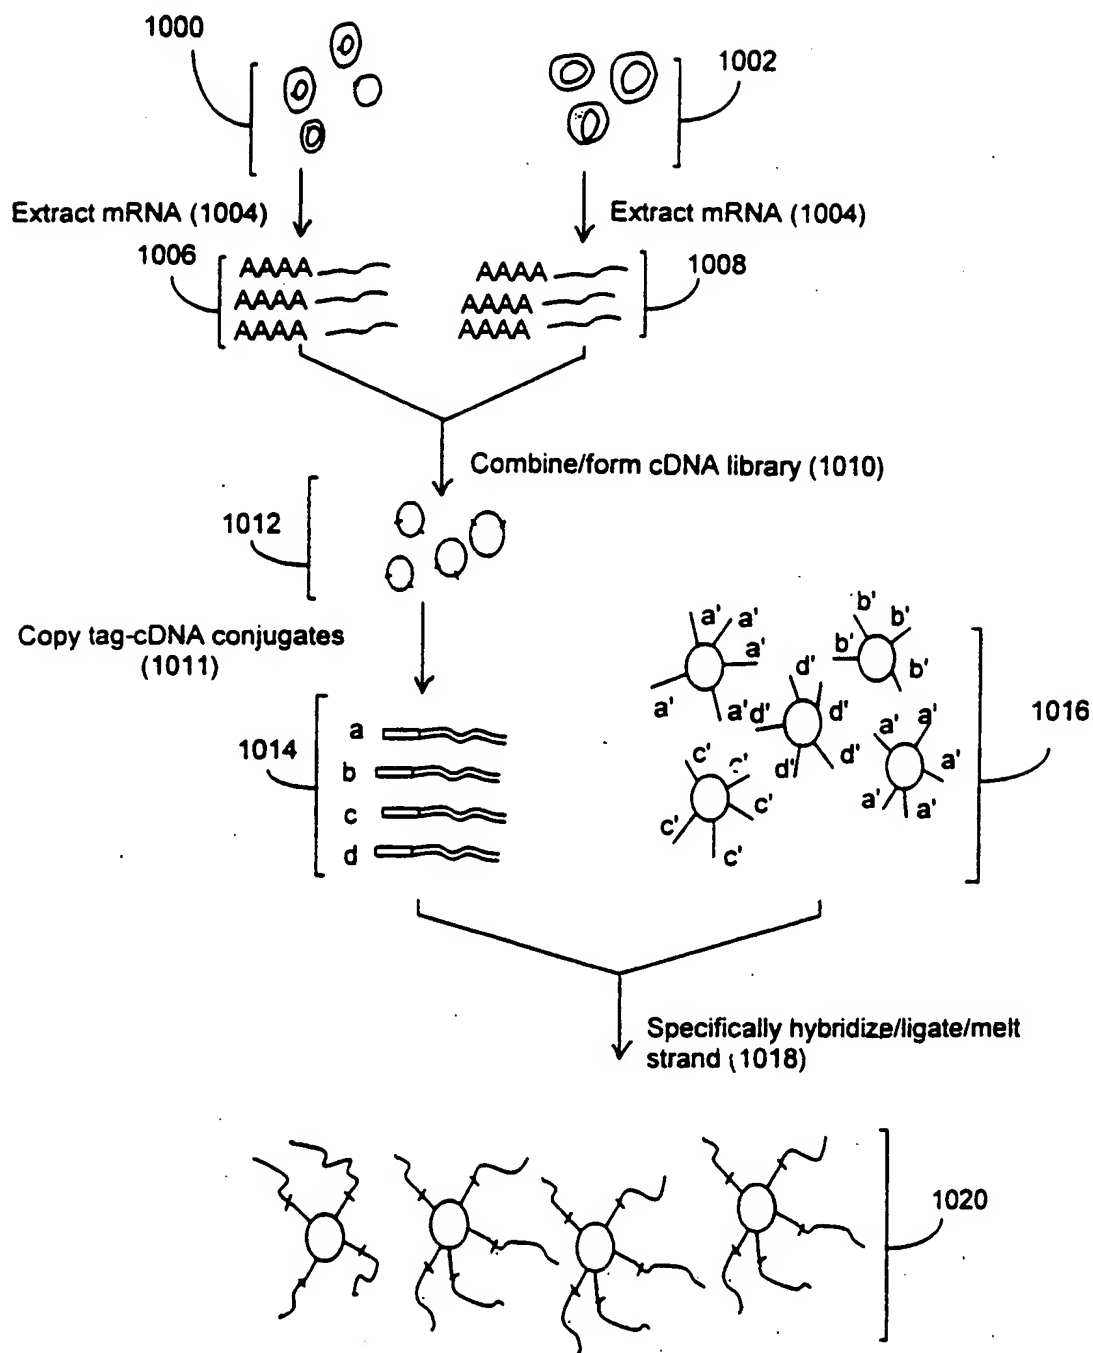 1000
1002
Extract mRNA (1004)
Extract mRNA (1004)
1006
1008
AAAA
AAAA
AAAA
AAAA
AAAA
AAAA
Combine/form cDNA library (1010)
1012
Copy tag-cDNA conjugates
(1011)
1014
a
b
c
d
a'
a'
a'
a'
a'
b'
b'
b'
b'
d'
d'
d'
d'
d'
c'
c'
c'
c'
c'
a'
a'
a'
a'
a'
1016
Specifically hybridize/ligate/melt
strand (1018)
1020